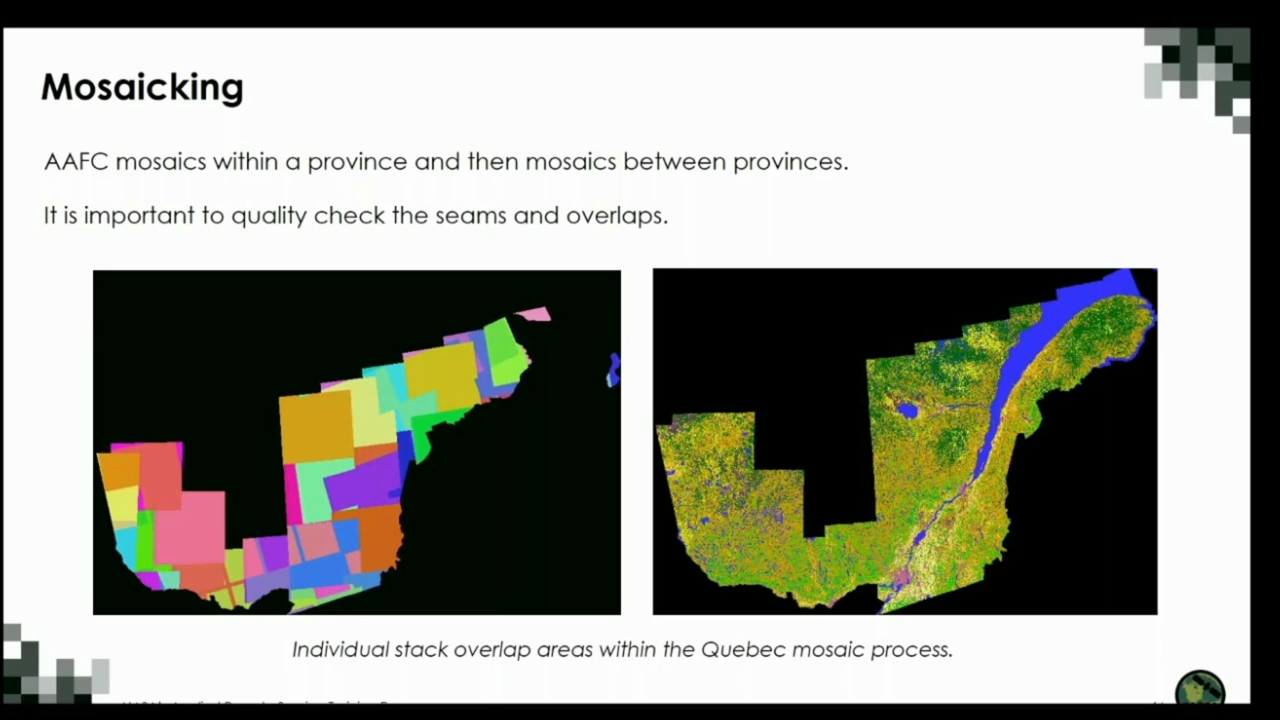 Mosaicking
AAFC mosaics within a province and then mosaics between provinces.
It is important to quality check the seams and overlaps.
Individual stack overlap areas within the Quebec mosaic process.